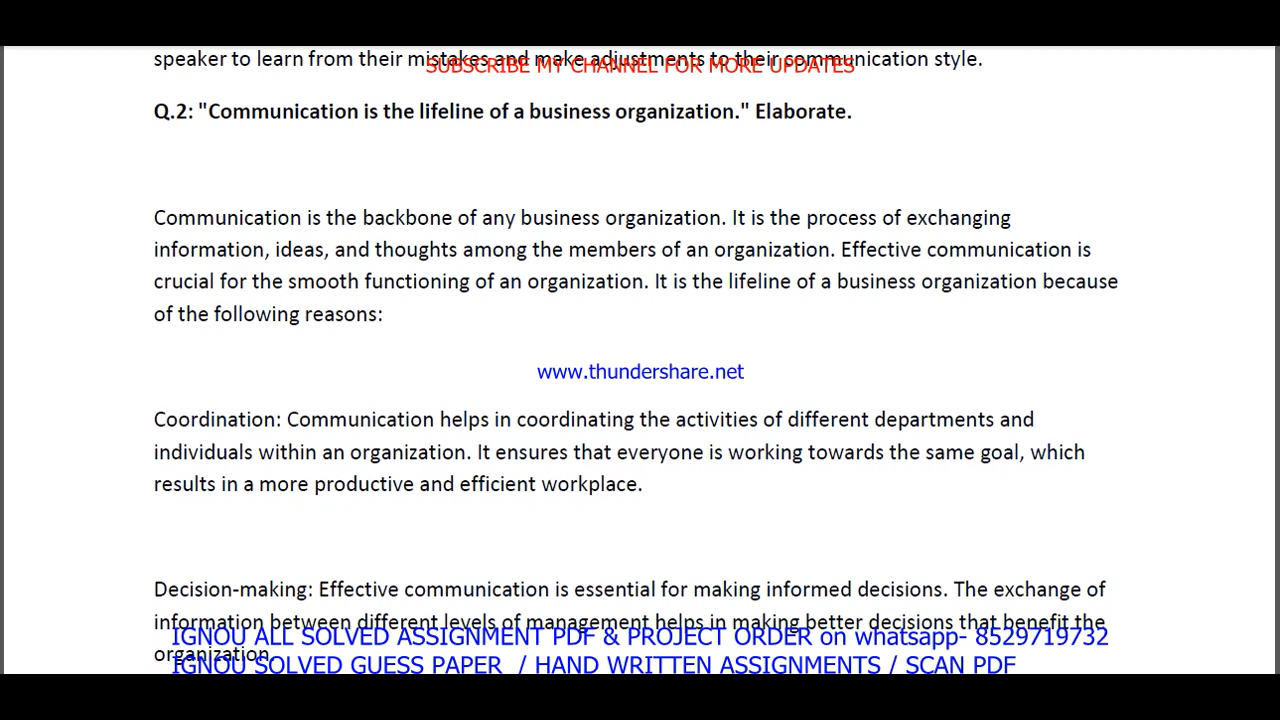 speaker to learn from their mistakes and make adjustments to their communication style.
SUBSCRIBE MY CHANNEL FOR MORE UPDATES
Q.2: "Communication is the lifeline of a business organization." Elaborate.
Communication is the backbone of any business organization. It is the process of exchanging
information, ideas, and thoughts among the members of an organization. Effective communication is
crucial for the smooth functioning of an organization. It is the lifeline of a business organization because
of the following reasons:
www.thundershare.net
Coordination: Communication helps in coordinating the activities of different departments and
individuals within an organization. It ensures that everyone is working towards the same goal, which
results in a more productive and efficient workplace.
Decision-making: Effective communication is essential for making informed decisions. The exchange of
information between different levels of management helps in making better decisions that benefit the
IGNOU ALL SOLVED ASSIGNMENT PDF & PROJECT ORDER on whatsapp- 8529719732
organization.
IGNOU SOLVED GUESS PAPER / HAND WRITTEN ASSIGNMENTS / SCAN PDF